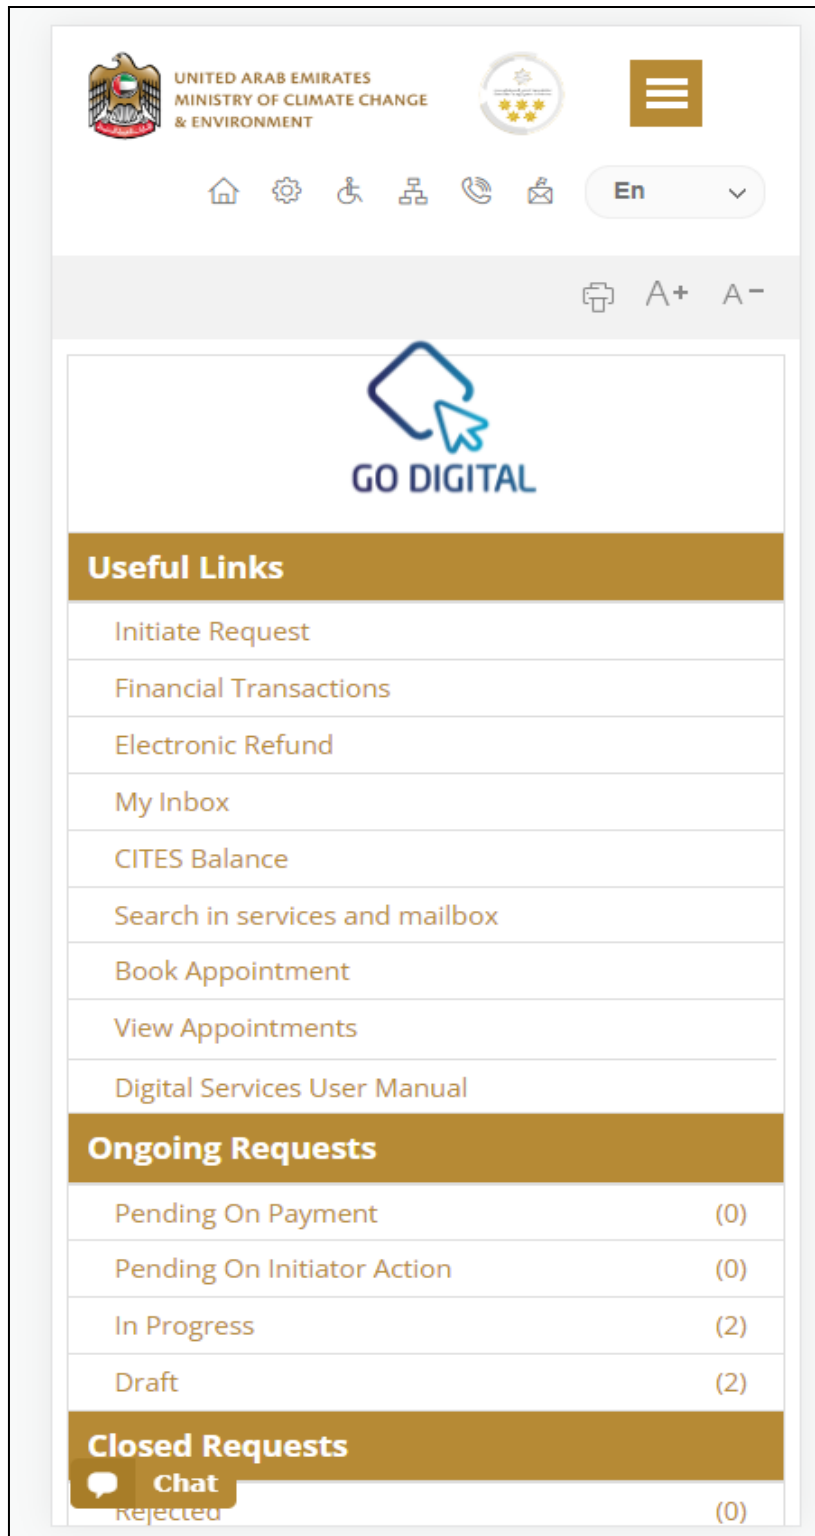 UNITED ARAB EMIRATES
MINISTRY OF CLIMATE CHANGE
& ENVIRONMENT
En
A+ A-
GO DIGITAL
Useful Links
Initiate Request
Financial Transactions
Electronic Refund
My Inbox
CITES Balance
Search in services and mailbox
Book Appointment
View Appointments
Digital Services User Manual
Ongoing Requests
Pending On Payment (0)
Pending On Initiator Action (0)
In Progress (2)
Draft (2)
Closed Requests
Chat
Rejected (0)